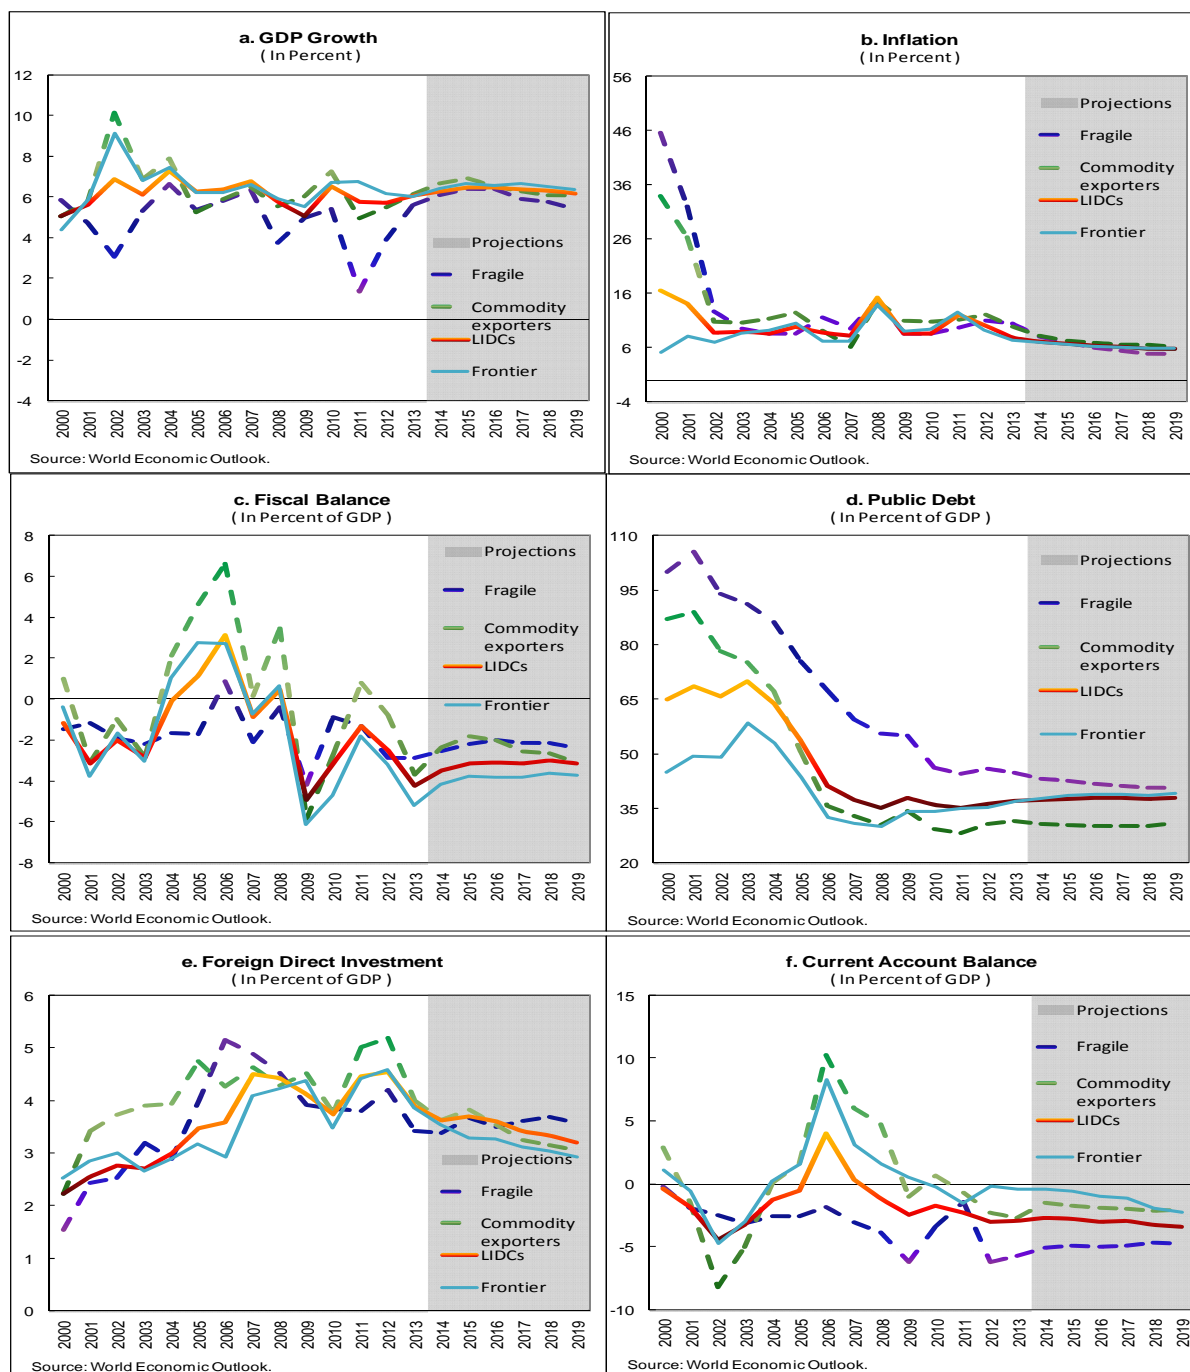 a. GDP Growth
( In Percent )
12
10
8
6
4
2
0
-2
-4
Projections
Fragile
Commodity
exporters
LIDCs
Frontier
2000 2001 2002 2003 2004 2005 2006 2007 2008 2009 2010 2011 2012 2013 2014 2015 2016 2017 2018 2019
Source: World Economic Outlook.
b. Inflation
( In Percent )
56
46
36
26
16
6
-4
Projections
Fragile
Commodity
exporters
LIDCs
Frontier
2000 2001 2002 2003 2004 2005 2006 2007 2008 2009 2010 2011 2012 2013 2014 2015 2016 2017 2018 2019
Source: World Economic Outlook.
c. Fiscal Balance
( In Percent of GDP )
8
6
4
2
0
-2
-4
-6
-8
Projections
Fragile
Commodity
exporters
LIDCs
Frontier
2000 2001 2002 2003 2004 2005 2006 2007 2008 2009 2010 2011 2012 2013 2014 2015 2016 2017 2018 2019
Source: World Economic Outlook.
d. Public Debt
( In Percent of GDP )
110
95
80
65
50
35
20
Projections
Fragile
Commodity
exporters
LIDCs
Frontier
2000 2001 2002 2003 2004 2005 2006 2007 2008 2009 2010 2011 2012 2013 2014 2015 2016 2017 2018 2019
Source: World Economic Outlook.
e. Foreign Direct Investment
( In Percent of GDP )
6
5
4
3
2
1
0
Projections
Fragile
Commodity
exporters
LIDCs
Frontier
2000 2001 2002 2003 2004 2005 2006 2007 2008 2009 2010 2011 2012 2013 2014 2015 2016 2017 2018 2019
Source: World Economic Outlook.
f. Current Account Balance
( In Percent of GDP )
15
10
5
0
-5
-10
Projections
Fragile
Commodity
exporters
LIDCs
Frontier
2000 2001 2002 2003 2004 2005 2006 2007 2008 2009 2010 2011 2012 2013 2014 2015 2016 2017 2018 2019
Source: World Economic Outlook.